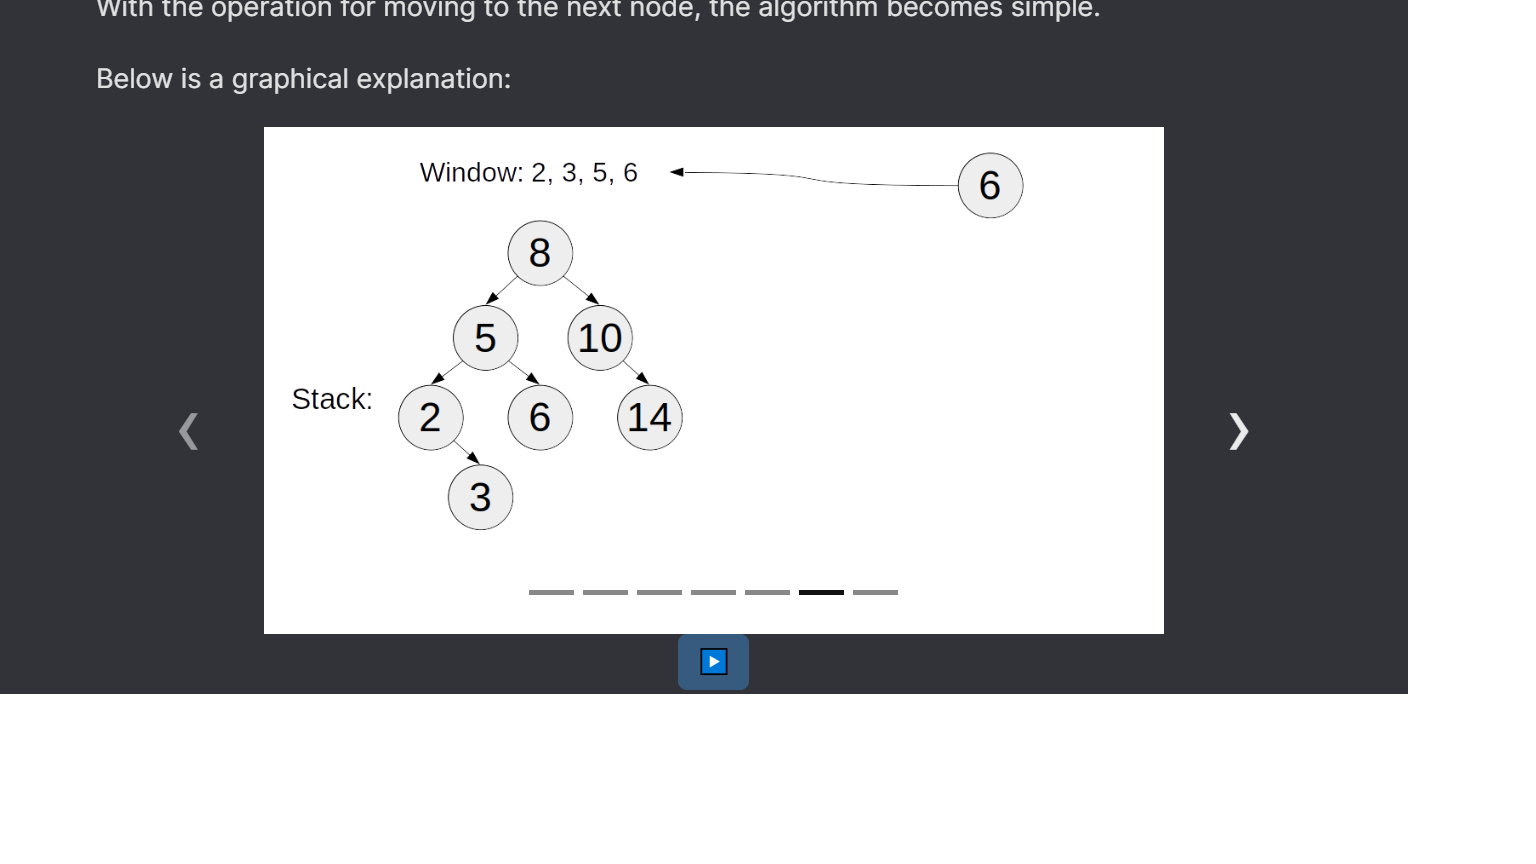 With the operation for moving to the next node, the algorithm becomes simple.
Below is a graphical explanation:
Window: 2, 3, 5, 6
6
8
5
10
Stack:
2
6
14
3